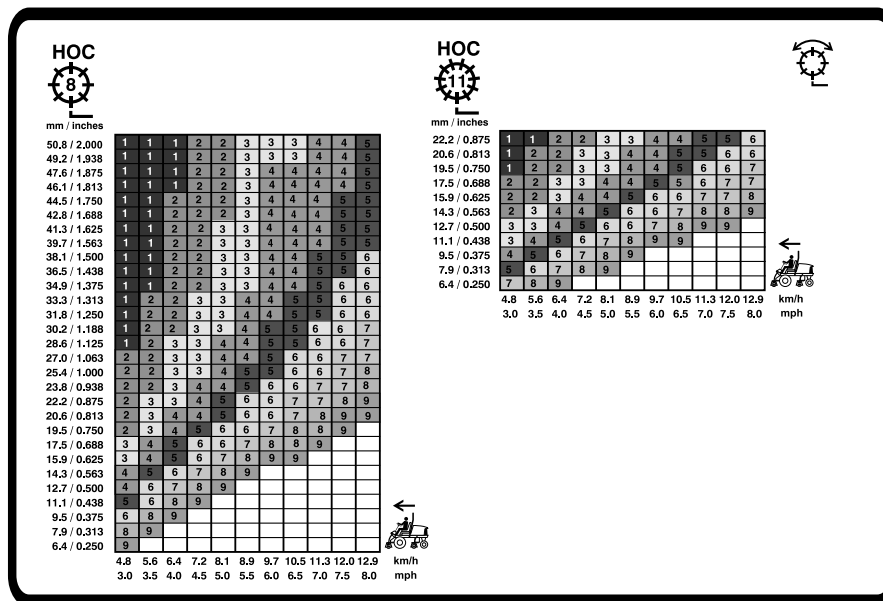 HOC
8
mm / inches
50.8 / 2.000 1 1 1 2 2 3 3 3 4 4 5
49.2 / 1.938 1 1 1 2 2 3 3 3 4 4 5
47.6 / 1.875 1 1 1 2 2 3 4 4 4 4 5
46.1 / 1.813 1 1 1 2 2 3 4 4 4 4 5
44.5 / 1.750 1 1 2 2 2 3 4 4 4 5 5
42.8 / 1.688 1 1 2 2 2 3 4 4 4 5 5
41.3 / 1.625 1 1 2 2 3 3 4 4 4 5 5
39.7 / 1.563 1 1 2 2 3 3 4 4 4 5 5
38.1 / 1.500 1 1 2 2 3 3 4 4 5 5 6
36.5 / 1.438 1 1 2 2 3 3 4 4 5 5 6
34.9 / 1.375 1 1 2 2 3 3 4 4 5 6 6
33.3 / 1.313 1 2 2 3 3 4 4 5 5 6 6
31.8 / 1.250 1 2 2 3 3 4 4 5 5 6 6
30.2 / 1.188 1 2 2 3 3 4 5 5 6 6 7
28.6 / 1.125 1 2 3 3 4 4 5 5 6 6 7
27.0 / 1.063 2 2 3 3 4 4 5 6 6 7 7
25.4 / 1.000 2 2 3 3 4 5 5 6 6 7 8
23.8 / 0.938 2 2 3 4 4 5 6 6 7 7 8
22.2 / 0.875 2 3 3 4 5 6 6 7 7 8 9
20.6 / 0.813 2 3 4 4 5 6 6 7 8 9 9
19.5 / 0.750 2 3 4 5 6 6 7 7 8 9
17.5 / 0.688 3 4 5 6 6 7 8 8 9
15.9 / 0.625 3 4 5 6 7 8 9 9
14.3 / 0.563 4 5 6 7 8 9
12.7 / 0.500 4 6 7 8 9
11.1 / 0.438 5 6 8 9
9.5 / 0.375 6 8 9
7.9 / 0.313 8 9
6.4 / 0.250 9
4.8 5.6 6.4 7.2 8.1 8.9 9.7 10.5 11.3 12.0 12.9 km/h
3.0 3.5 4.0 4.5 5.0 5.5 6.0 6.5 7.0 7.5 8.0 mph
HOC
11
mm / inches
22.2 / 0.875 1 1 2 2 3 3 4 4 5 5 6
20.6 / 0.813 1 2 2 3 3 4 4 5 5 6 6
19.5 / 0.750 1 2 2 3 3 4 4 5 6 6 7
17.5 / 0.688 2 2 3 3 4 4 5 5 6 7 7
15.9 / 0.625 2 2 3 4 4 5 6 6 7 7 8
14.3 / 0.563 2 3 4 4 5 6 6 7 8 8 9
12.7 / 0.500 3 3 4 5 6 6 7 8 9 9
11.1 / 0.438 3 4 5 6 7 8 9 9
9.5 / 0.375 4 5 6 7 8 9
7.9 / 0.313 5 6 7 8 9
6.4 / 0.250 7 8 9
4.8 5.6 6.4 7.2 8.1 8.9 9.7 10.5 11.3 12.0 12.9 km/h
3.0 3.5 4.0 4.5 5.0 5.5 6.0 6.5 7.0 7.5 8.0 mph